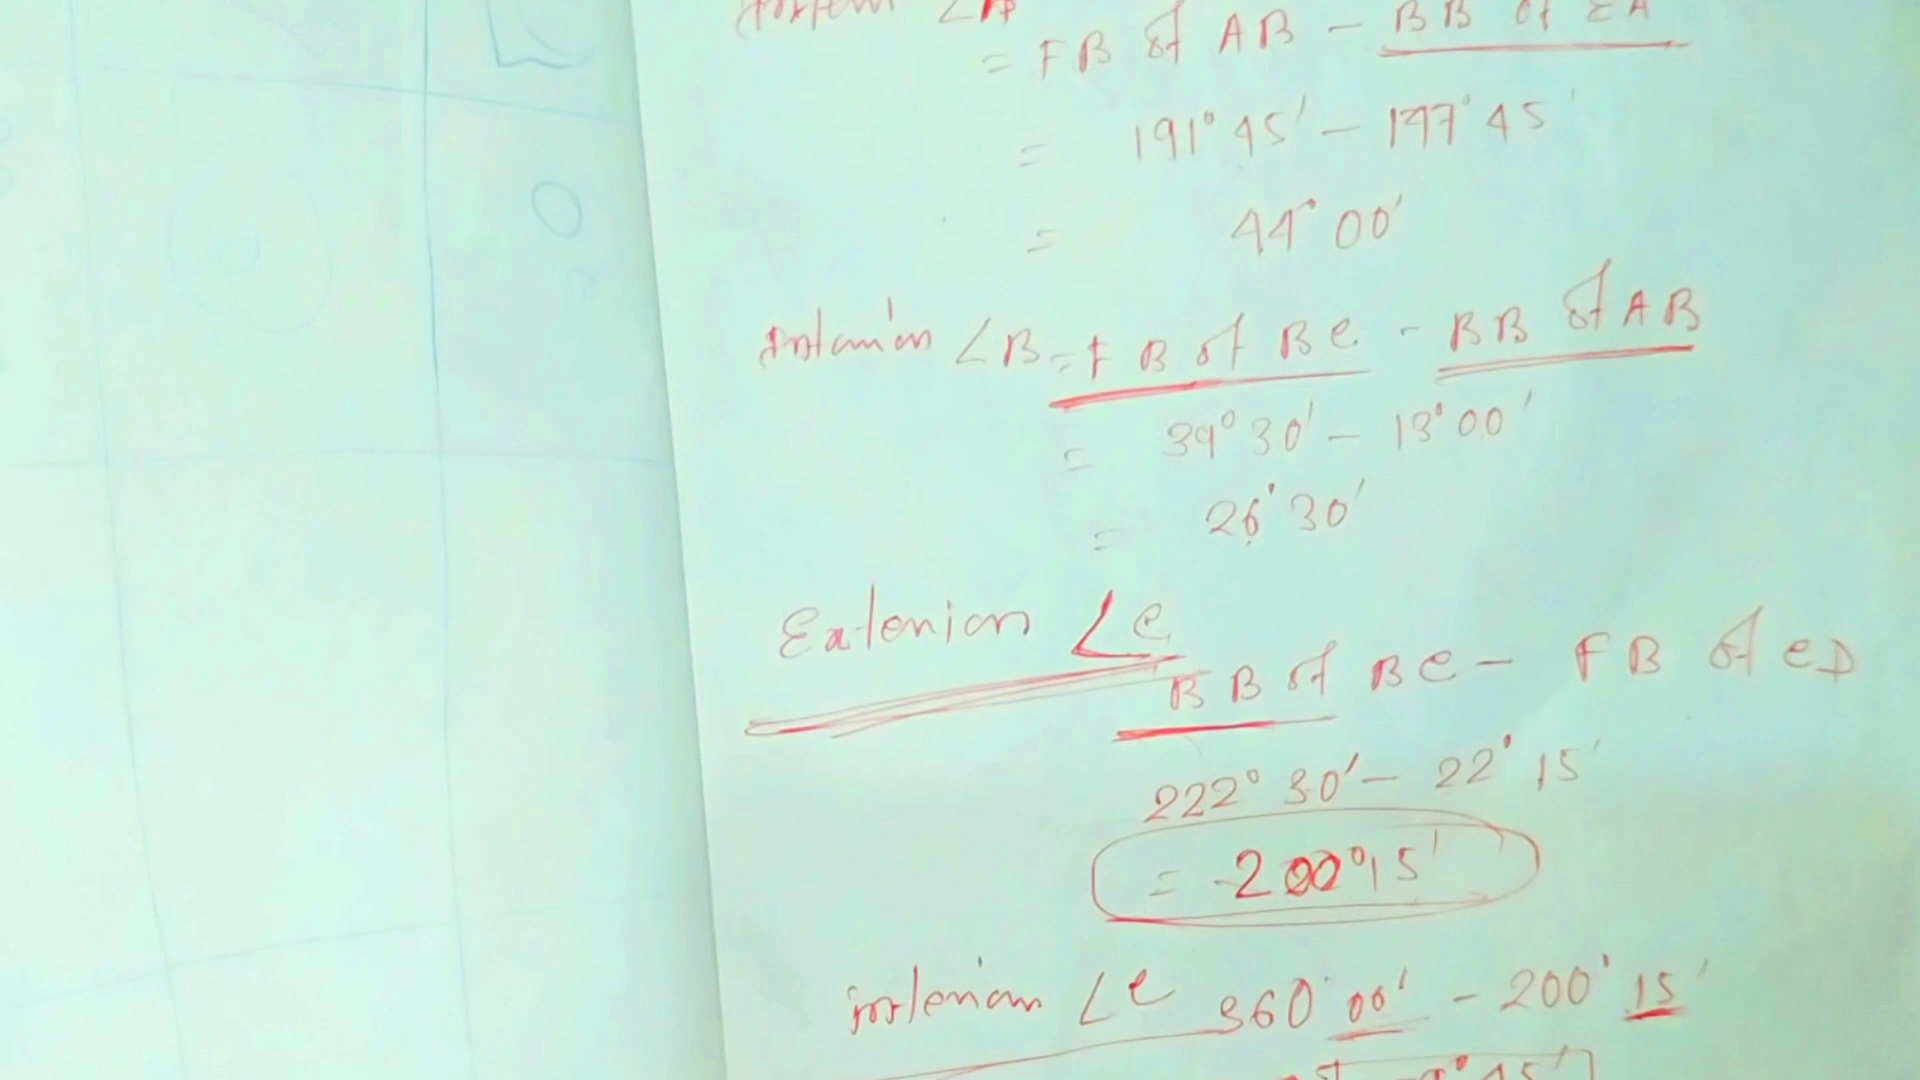 ∠A
= FB of AB - BB of EA
= 191°45' - 147°45'
= 44°00'
Interior ∠B = FB of BC - BB of AB
= 39°30' - 13°00'
= 26°30'
Exterior ∠C
BB of BC - FB of CD
222°30' - 22°15'
= 200°15'
interior ∠C 360°00' - 200°15'